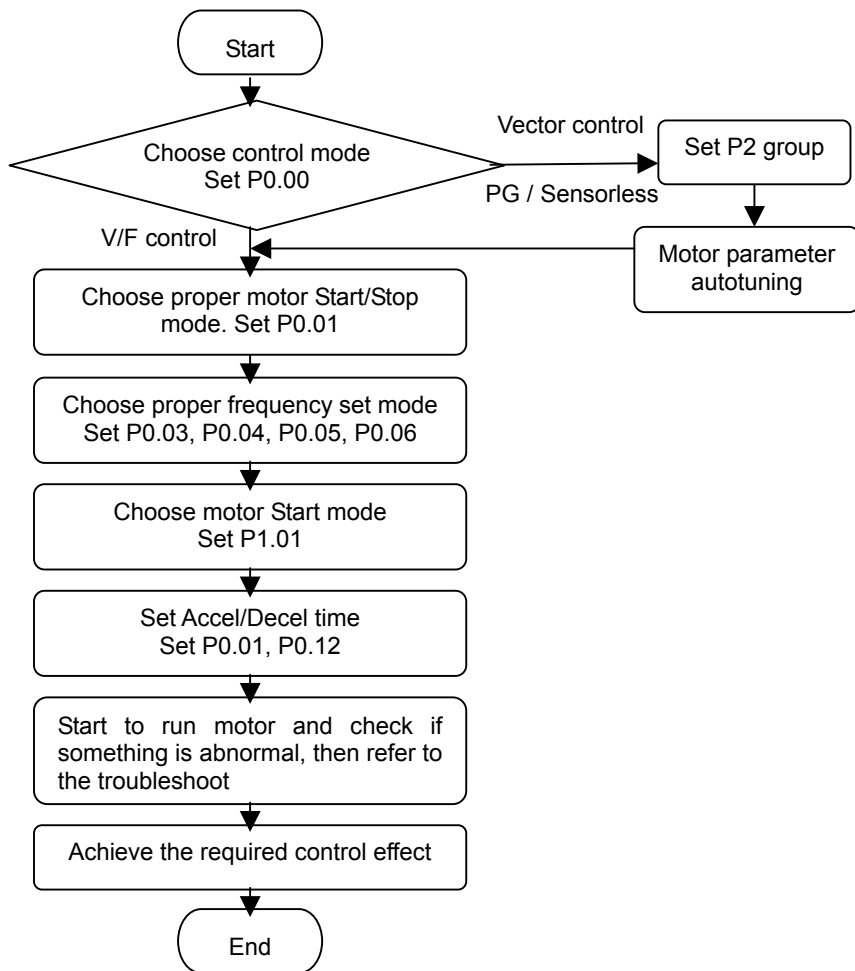 Start
Choose control mode
Set P0.00
Vector control
PG / Sensorless
Set P2 group
Motor parameter
autotuning
V/F control
Choose proper motor Start/Stop
mode. Set P0.01
Choose proper frequency set mode
Set P0.03, P0.04, P0.05, P0.06
Choose motor Start mode
Set P1.01
Set Accel/Decel time
Set P0.01, P0.12
Start to run motor and check if
something is abnormal, then refer to
the troubleshoot
Achieve the required control effect
End